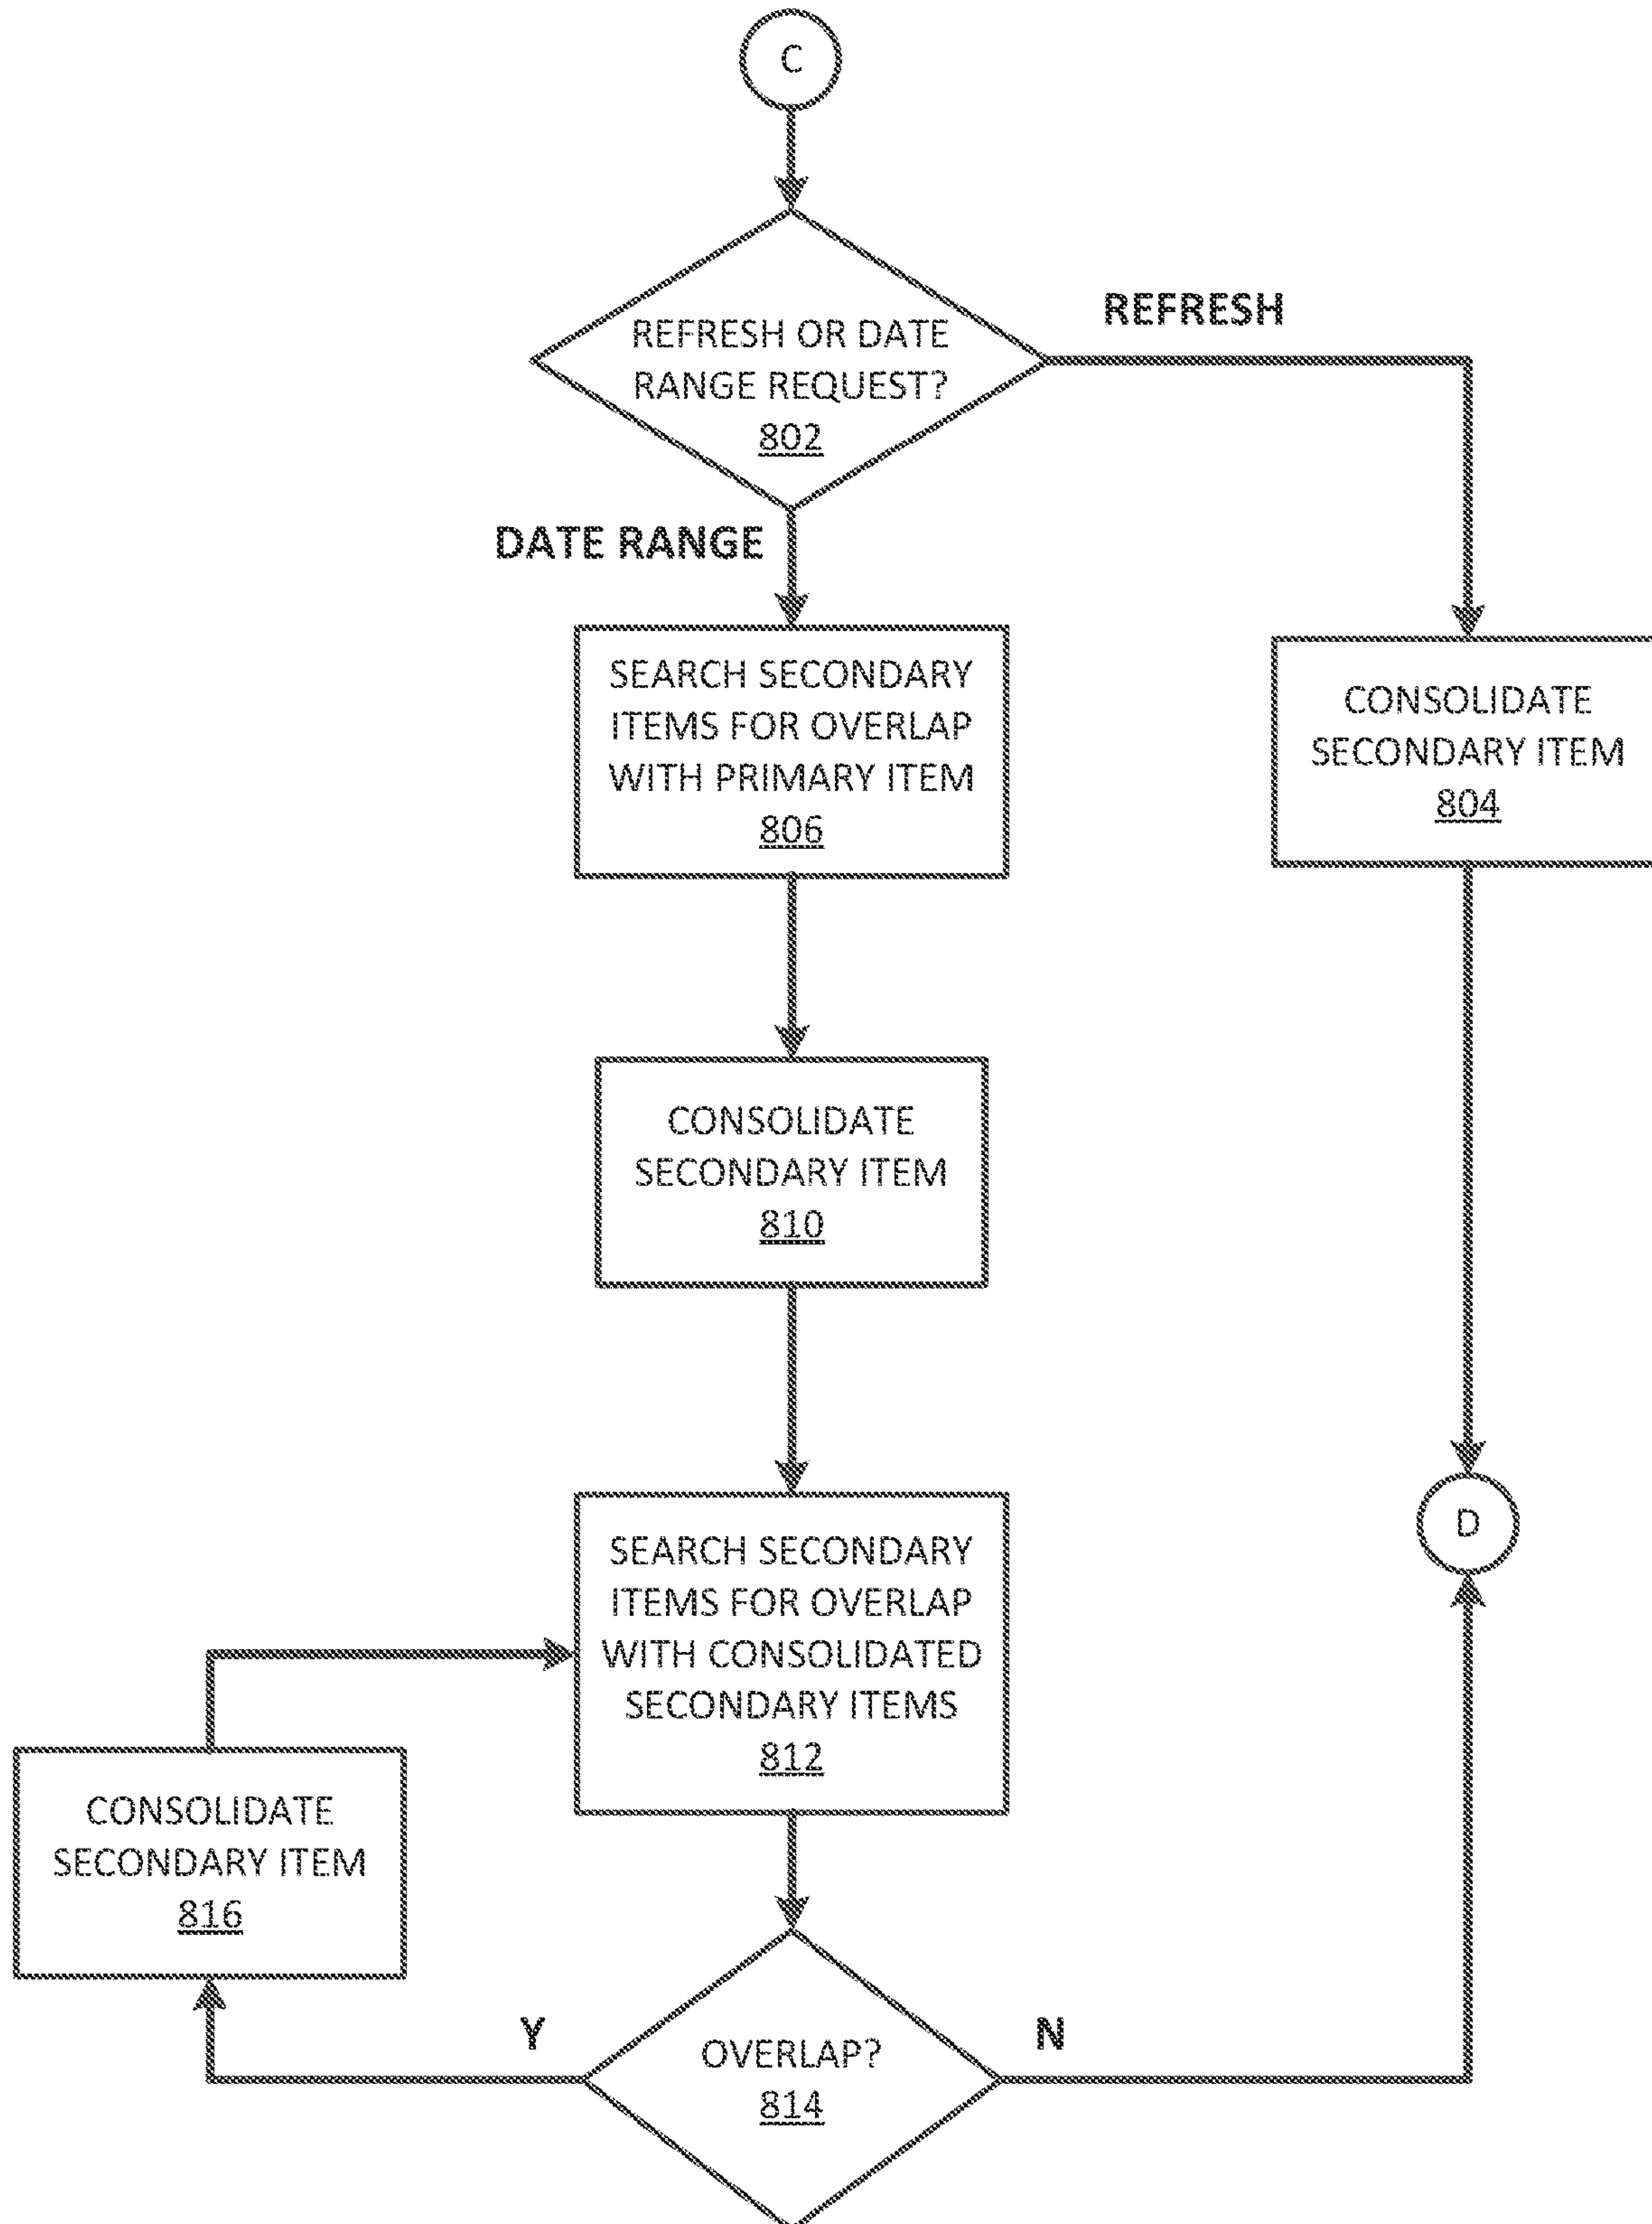 C
REFRESH OR DATE
RANGE REQUEST?
802
REFRESH
DATE RANGE
SEARCH SECONDARY
ITEMS FOR OVERLAP
WITH PRIMARY ITEM
806
CONSOLIDATE
SECONDARY ITEM
804
CONSOLIDATE
SECONDARY ITEM
810
D
SEARCH SECONDARY
ITEMS FOR OVERLAP
WITH CONSOLIDATED
SECONDARY ITEMS
812
CONSOLIDATE
SECONDARY ITEM
816
Y
OVERLAP?
814
N